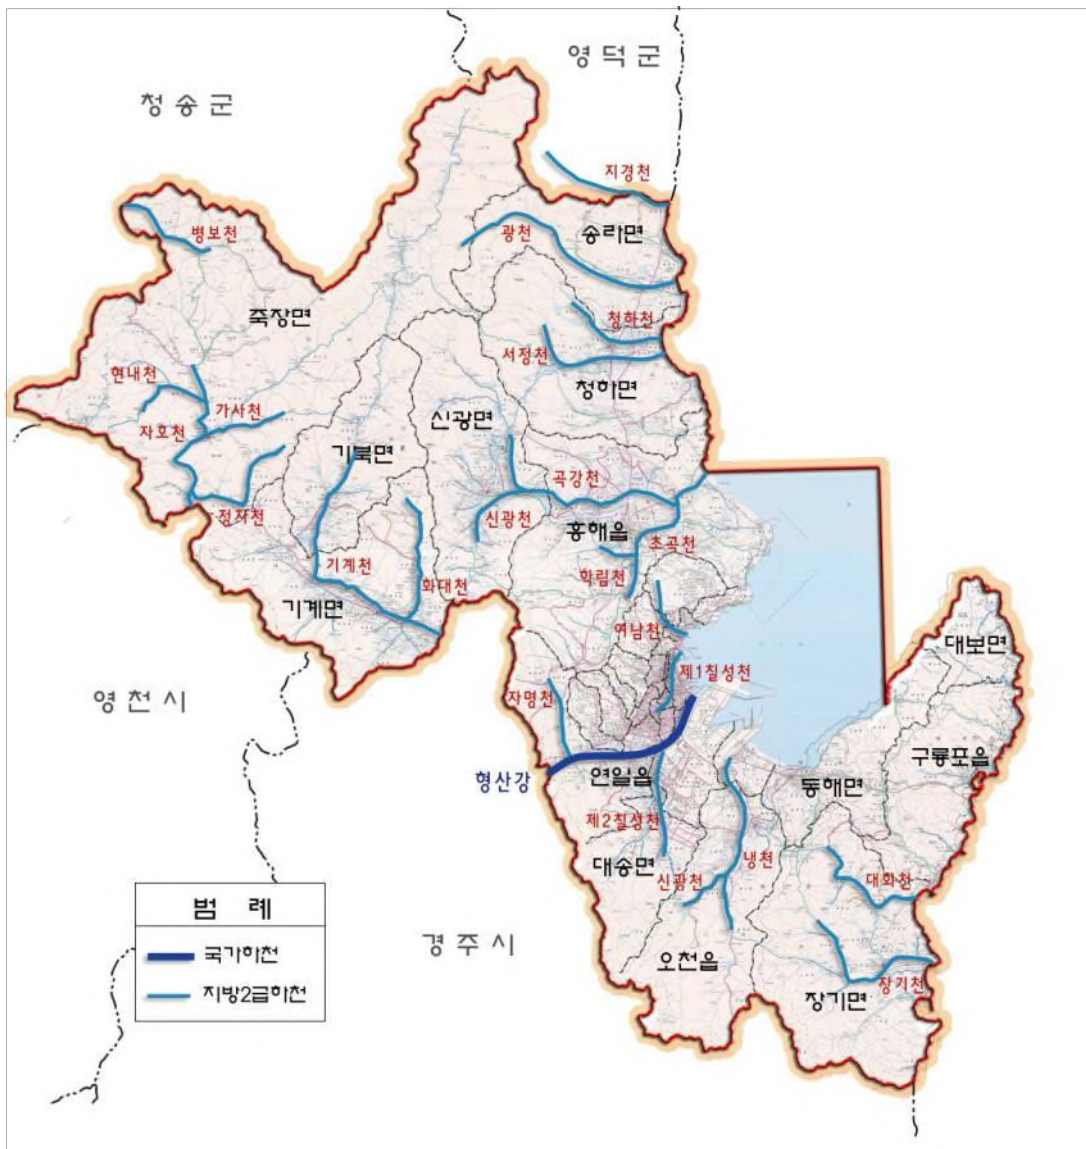 영덕군
청송군
지경천
광천
송라면
병보천
죽장면
청하천
서정천
현내천
청하면
가사천
신광면
자호천
기북면
곡강천
정자천
신광천
흥해읍
초곡천
기계천
학림천
화대천
기계면
여남천
대보면
제1칠성천
영천시
자명천
구룡포읍
형산강
연일읍
동해면
제2칠성천
대송면
냉천
신광천
대화천
범 례
경주시
국가하천
오천읍
장기천
지방2급하천
장기면